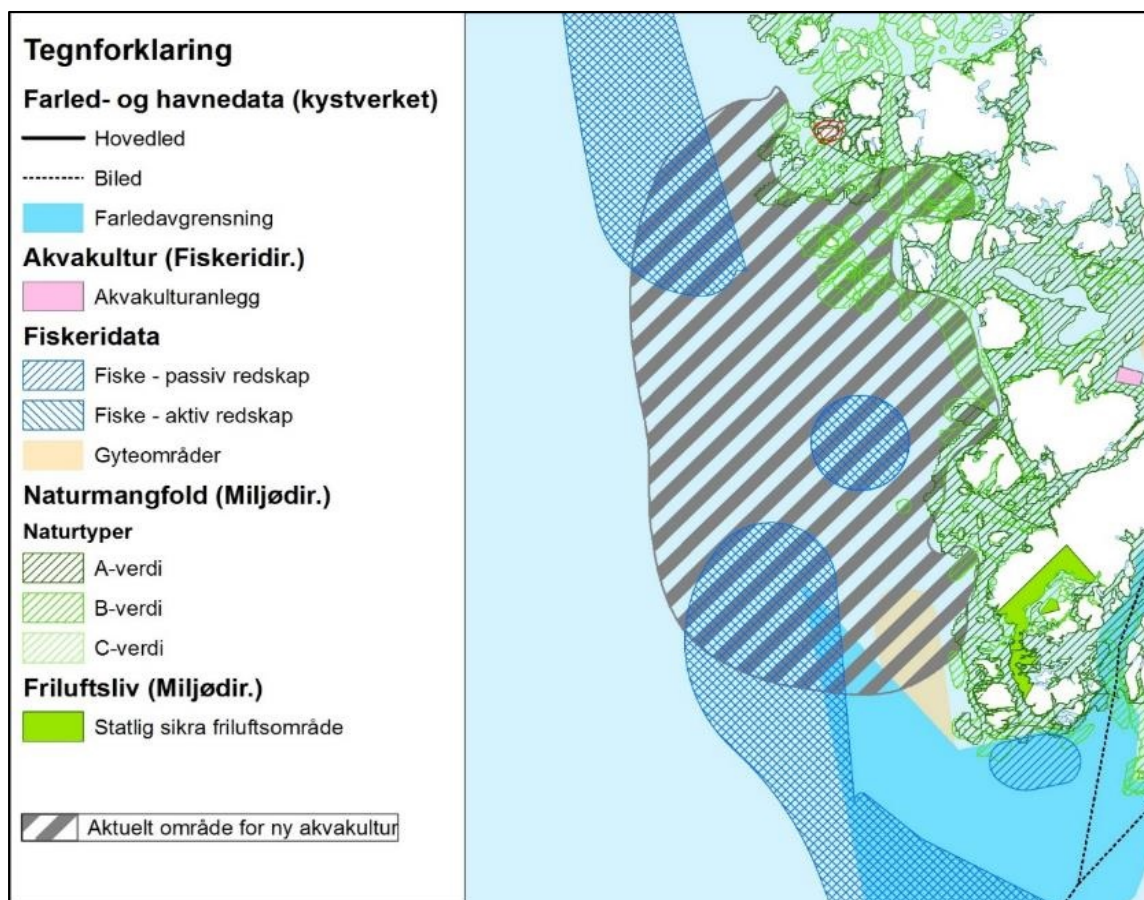 Tegnforklaring
Farled- og havnedata (kystverket)
Hovedled
Biled
Farledavgrensning
Akvakultur (Fiskeridir.)
Akvakulturanlegg
Fiskeridata
Fiske - passiv redskap
Fiske - aktiv redskap
Gyteområder
Naturmangfold (Miljødir.)
Naturtyper
A-verdi
B-verdi
C-verdi
Friluftsliv (Miljødir.)
Statlig sikra friluftsområde
Aktuelt område for ny akvakultur